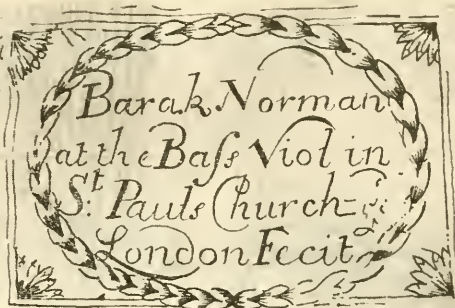 Barak Norman
at the Baſs Viol in
St: Pauls Church-
London Fecit